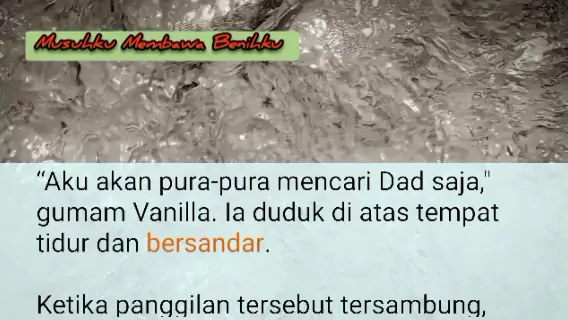 Musuhku Membawa Benihku
“Aku akan pura-pura mencari Dad saja,"
gumam Vanilla. Ia duduk di atas tempat
tidur dan bersandar.
Ketika panggilan tersebut tersambung,